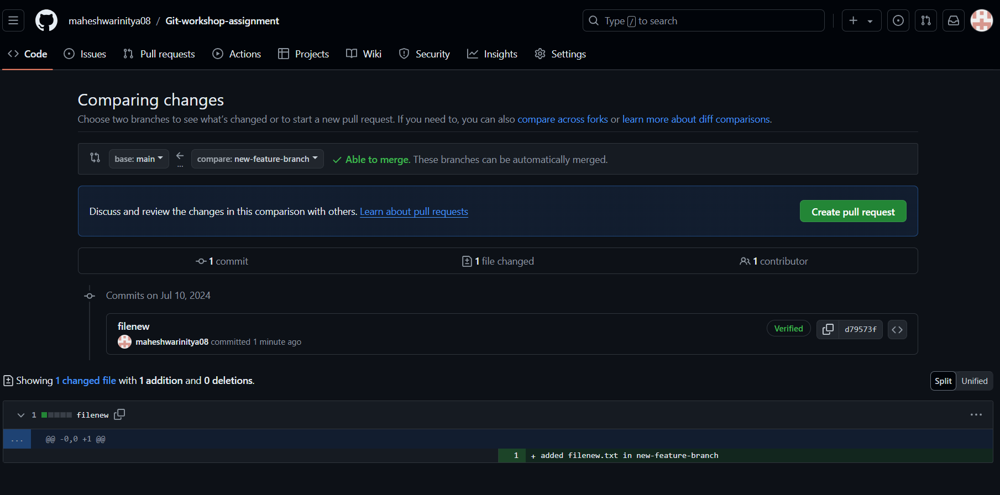 maheshwarinitya08 / Git-workshop-assignment
Type / to search
Code Issues Pull requests Actions Projects Wiki Security Insights Settings
Comparing changes
Choose two branches to see what's changed or to start a new pull request. If you need to, you can also compare across forks or learn more about diff comparisons.
base: main ← compare: new-feature-branch Able to merge. These branches can be automatically merged.
...
Discuss and review the changes in this comparison with others. Learn about pull requests
Create pull request
1 commit 1 file changed 1 contributor
Commits on Jul 10, 2024
filenew
maheshwarinitya08 committed 1 minute ago
Verified d79573f
Showing 1 changed file with 1 addition and 0 deletions.
Split Unified
1 filenew
... @@ -0,0 +1 @@
1 + added filenew.txt in new-feature-branch